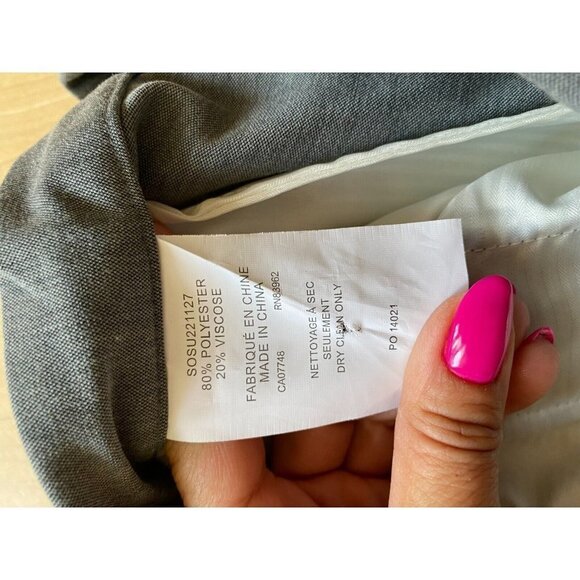 SOSU221127
80% POLYESTER
20% VISCOSE
FABRIQUÉ EN CHINE
MADE IN CHINA
CA07748
NETTOYAGE À SEC
SEULEMENT
DRY CLEAN ONLY
PO 14021